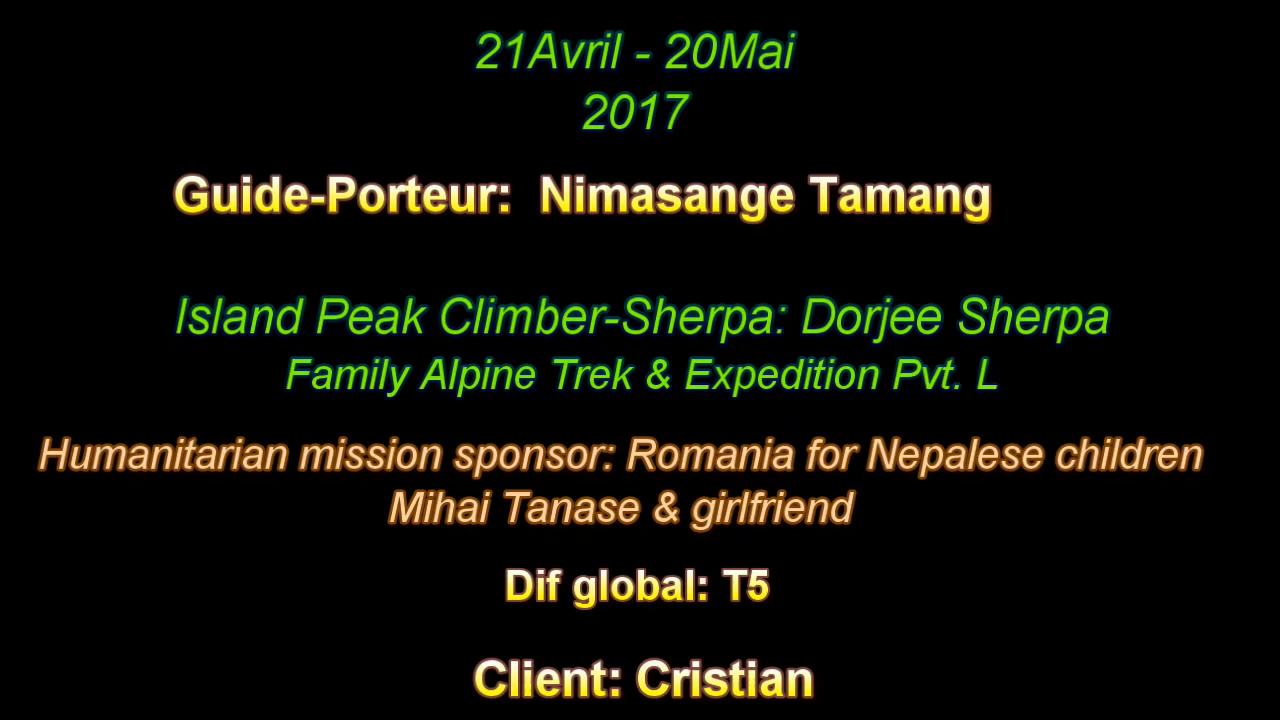 21Avril - 20Mai
2017
Guide-Porteur: Nimasange Tamang
Island Peak Climber-Sherpa: Dorjee Sherpa
Family Alpine Trek & Expedition Pvt. L
Humanitarian mission sponsor: Romania for Nepalese children
Mihai Tanase & girlfriend
Dif global: T5
Client: Cristian